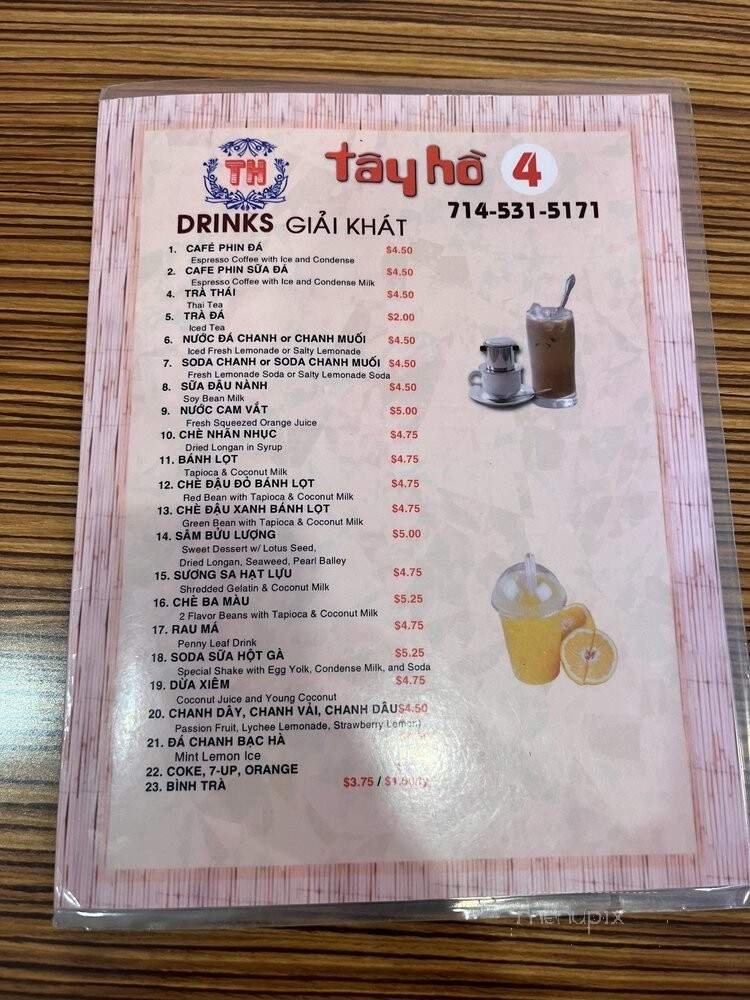 TH
tây hồ 4
714-531-5171
DRINKS GIẢI KHÁT
1. CAFÉ PHIN ĐÁ $4.50
Espresso Coffee with Ice and Condense
2. CAFE PHIN SỮA ĐÁ $4.50
Espresso Coffee with Ice and Condense Milk
4. TRÀ THÁI $4.50
Thai Tea
5. TRÀ ĐÁ $2.00
Iced Tea
6. NƯỚC ĐÁ CHANH or CHANH MUỐI $4.50
Iced Fresh Lemonade or Salty Lemonade
7. SODA CHANH or SODA CHANH MUỐI $4.50
Fresh Lemonade Soda or Salty Lemonade Soda
8. SỮA ĐẬU NÀNH $4.50
Soy Bean Milk
9. NƯỚC CAM VẮT $5.00
Fresh Squeezed Orange Juice
10. CHÈ NHÃN NHỤC $4.75
Dried Longan in Syrup
11. BÁNH LỌT $4.75
Tapioca & Coconut Milk
12. CHÈ ĐẬU ĐỎ BÁNH LỌT $4.75
Red Bean with Tapioca & Coconut Milk
13. CHÈ ĐẬU XANH BÁNH LỌT $4.75
Green Bean with Tapioca & Coconut Milk
14. SÂM BỬU LƯỢNG $5.00
Sweet Dessert w/ Lotus Seed,
Dried Longan, Seaweed, Pearl Balley
15. SƯƠNG SA HẠT LỰU $4.75
Shredded Gelatin & Coconut Milk
16. CHÈ BA MÀU $5.25
2 Flavor Beans with Tapioca & Coconut Milk
17. RAU MÁ $4.75
Penny Leaf Drink
18. SODA SỮA HỘT GÀ $5.25
Special Shake with Egg Yolk, Condense Milk, and Soda
19. DỪA XIÊM $4.75
Coconut Juice and Young Coconut
20. CHANH DÂY, CHANH VẢI, CHANH DÂU $4.50
Passion Fruit, Lychee Lemonade, Strawberry Lemon)
21. ĐÁ CHANH BẠC HÀ
Mint Lemon Ice
22. COKE, 7-UP, ORANGE
23. BÌNH TRÀ $3.75 /
menupix